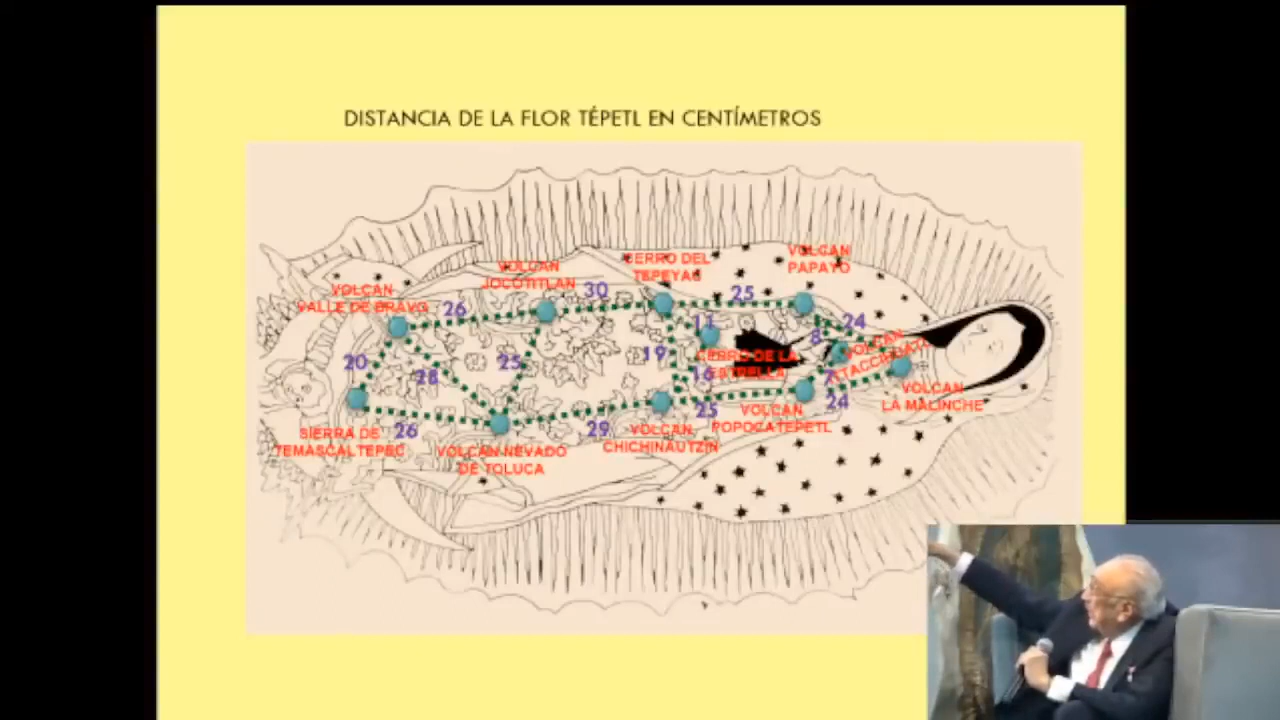 DISTANCIA DE LA FLOR TÉPETL EN CENTÍMETROS
VOLCAN
PAPAYO
CERRO DEL
TEPEYAC
VOLCAN
JOCOTITLAN
VOLCAN
VALLE DE BRAVO
30
25
26
11
24
8
19
CERRO DE LA
ESTRELLA
VOLCAN
20
25
28
16
7
VOLCAN
LA MALINCHE
24
25
VOLCAN
POPOCATEPETL
26
29
SIERRA DE
TEMASCALTEPEC
VOLCAN
CHICHINAUTZIN
VOLCAN NEVADO
DE TOLUCA